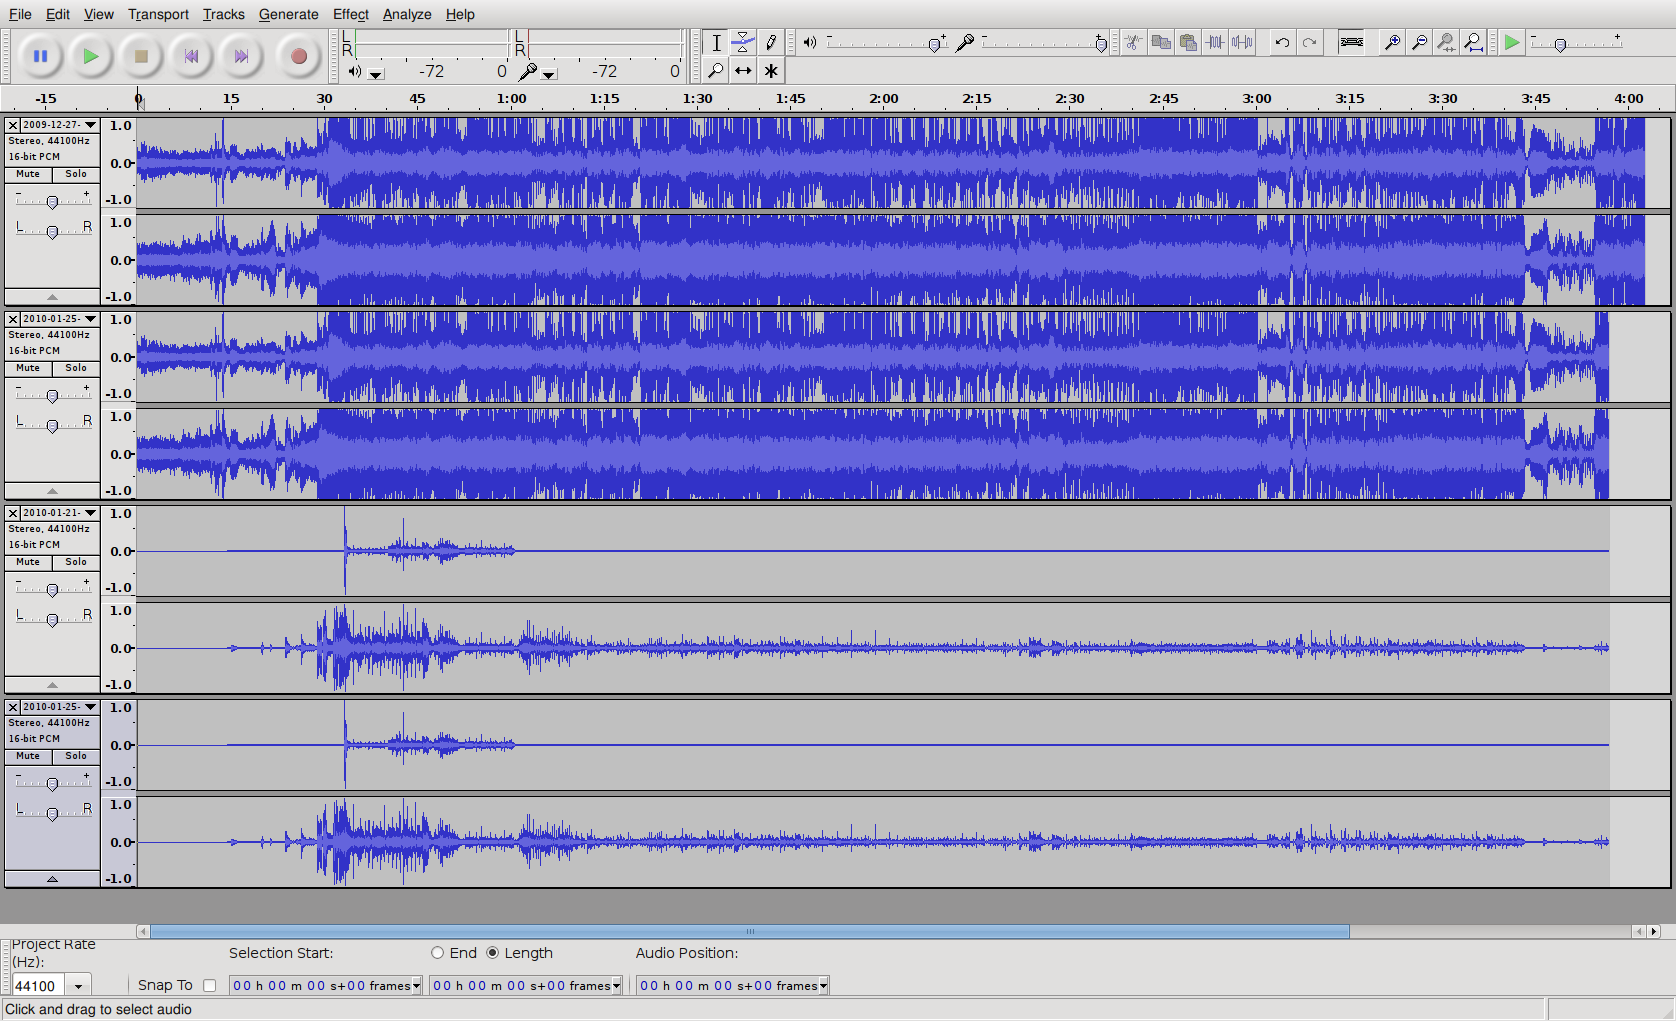 File Edit View Transport Tracks Generate Effect Analyze Help
L
R
-72 0
L
R
-72 0
-15 0 15 30 45 1:00 1:15 1:30 1:45 2:00 2:15 2:30 2:45 3:00 3:15 3:30 3:45 4:00
2009-12-27-
Stereo, 44100Hz
16-bit PCM
Mute Solo
- +
L R
1.0
0.0
-1.0
1.0
0.0
-1.0
2010-01-25-
Stereo, 44100Hz
16-bit PCM
Mute Solo
- +
L R
1.0
0.0
-1.0
1.0
0.0
-1.0
2010-01-21-
Stereo, 44100Hz
16-bit PCM
Mute Solo
- +
L R
1.0
0.0
-1.0
1.0
0.0
-1.0
2010-01-25-
Stereo, 44100Hz
16-bit PCM
Mute Solo
- +
L R
1.0
0.0
-1.0
1.0
0.0
-1.0
Project Rate
(Hz):
44100
Snap To
Selection Start:
End Length
Audio Position:
00 h 00 m 00 s+00 frames
00 h 00 m 00 s+00 frames
00 h 00 m 00 s+00 frames
Click and drag to select audio